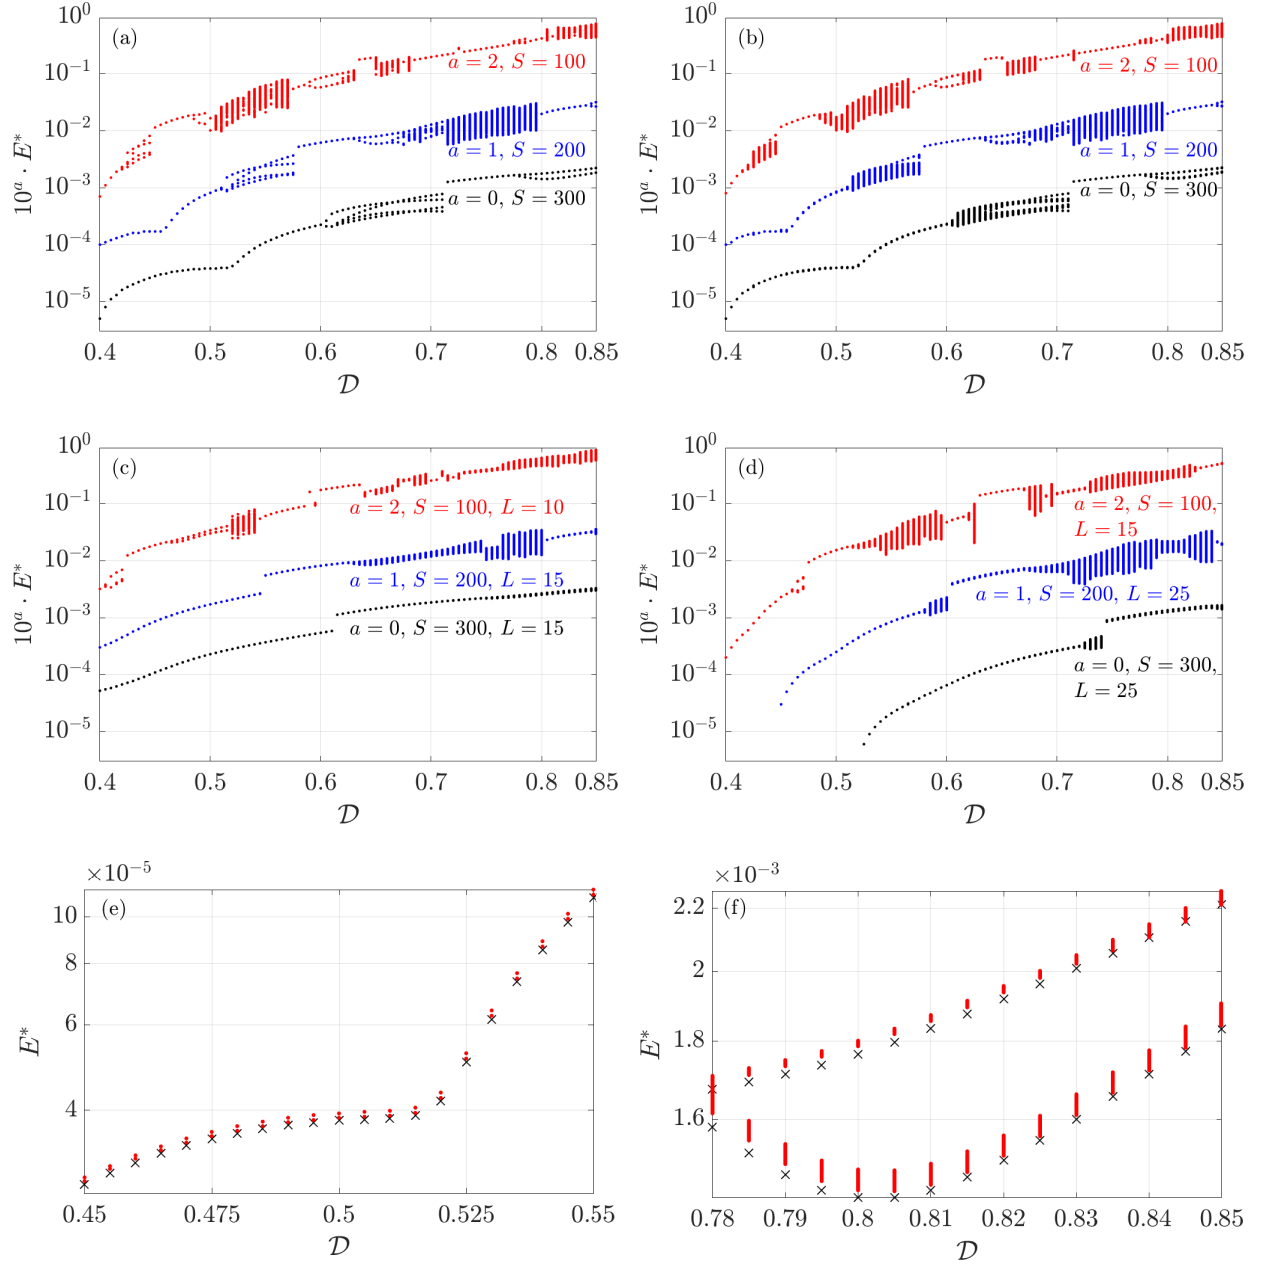 (a)
10^0
10^{-1}
10^{-2}
10^{-3}
10^{-4}
10^{-5}
10^a · E*
a = 2, S = 100
a = 1, S = 200
a = 0, S = 300
0.4 0.5 0.6 0.7 0.8 0.85
𝒟
(b)
10^0
10^{-1}
10^{-2}
10^{-3}
10^{-4}
10^{-5}
10^a · E*
a = 2, S = 100
a = 1, S = 200
a = 0, S = 300
0.4 0.5 0.6 0.7 0.8 0.85
𝒟
(c)
10^0
10^{-1}
10^{-2}
10^{-3}
10^{-4}
10^{-5}
10^a · E*
a = 2, S = 100, L = 10
a = 1, S = 200, L = 15
a = 0, S = 300, L = 15
0.4 0.5 0.6 0.7 0.8 0.85
𝒟
(d)
10^0
10^{-1}
10^{-2}
10^{-3}
10^{-4}
10^{-5}
10^a · E*
a = 2, S = 100,
L = 15
a = 1, S = 200, L = 25
a = 0, S = 300,
L = 25
0.4 0.5 0.6 0.7 0.8 0.85
𝒟
×10^{-5}
(e)
10
8
6
4
E*
0.45 0.475 0.5 0.525 0.55
𝒟
×10^{-3}
(f)
2.2
2
1.8
1.6
E*
0.78 0.79 0.8 0.81 0.82 0.83 0.84 0.85
𝒟